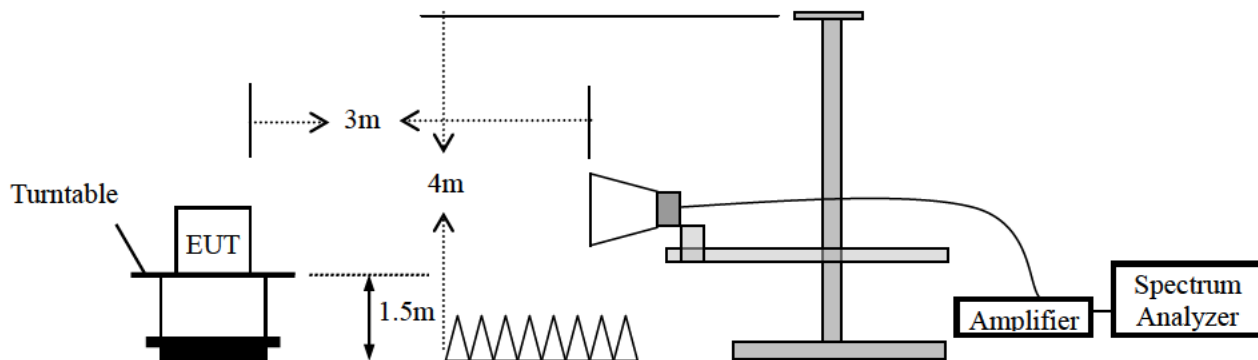 3m
4m
Turntable
EUT
1.5m
Amplifier
Spectrum
Analyzer